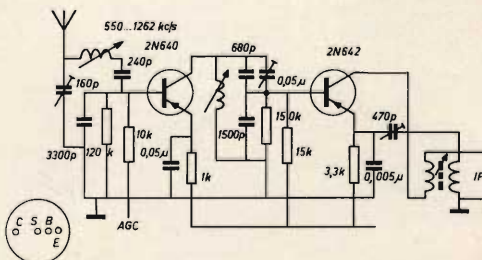 550...1262 kc/s
2N640
680p
2N642
240p
160p
0,05µ
470p
1500p
150k
10k
15k
3300p
120k
0,05µ
1k
3,3k
0,005µ
IF
C S B
E
AGC